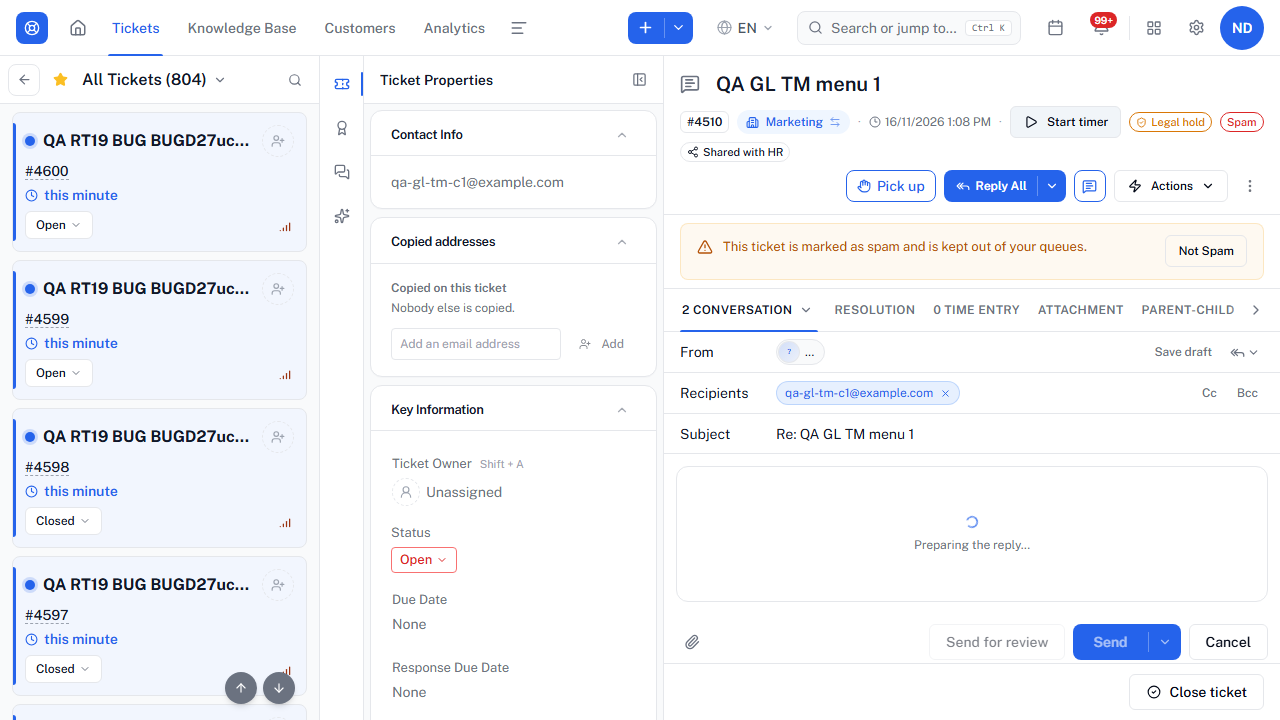 Tickets
Knowledge Base
Customers
Analytics
EN
Search or jump to...
Ctrl K
99+
ND
All Tickets (804)
QA RT19 BUG BUGD27uc...
#4600
this minute
Open
QA RT19 BUG BUGD27uc...
#4599
this minute
Open
QA RT19 BUG BUGD27uc...
#4598
this minute
Closed
QA RT19 BUG BUGD27uc...
#4597
this minute
Closed
Ticket Properties
Contact Info
qa-gl-tm-c1@example.com
Copied addresses
Copied on this ticket
Nobody else is copied.
Add an email address
Add
Key Information
Ticket Owner Shift + A
Unassigned
Status
Open
Due Date
None
Response Due Date
None
QA GL TM menu 1
#4510
Marketing
· 16/11/2026 1:08 PM ·
Start timer
Legal hold
Spam
Shared with HR
Pick up
Reply All
Actions
This ticket is marked as spam and is kept out of your queues.
Not Spam
2 CONVERSATION
RESOLUTION
0 TIME ENTRY
ATTACHMENT
PARENT-CHILD
From
? ...
Save draft
Recipients
qa-gl-tm-c1@example.com
Cc
Bcc
Subject
Re: QA GL TM menu 1
Preparing the reply...
Send for review
Send
Cancel
Close ticket